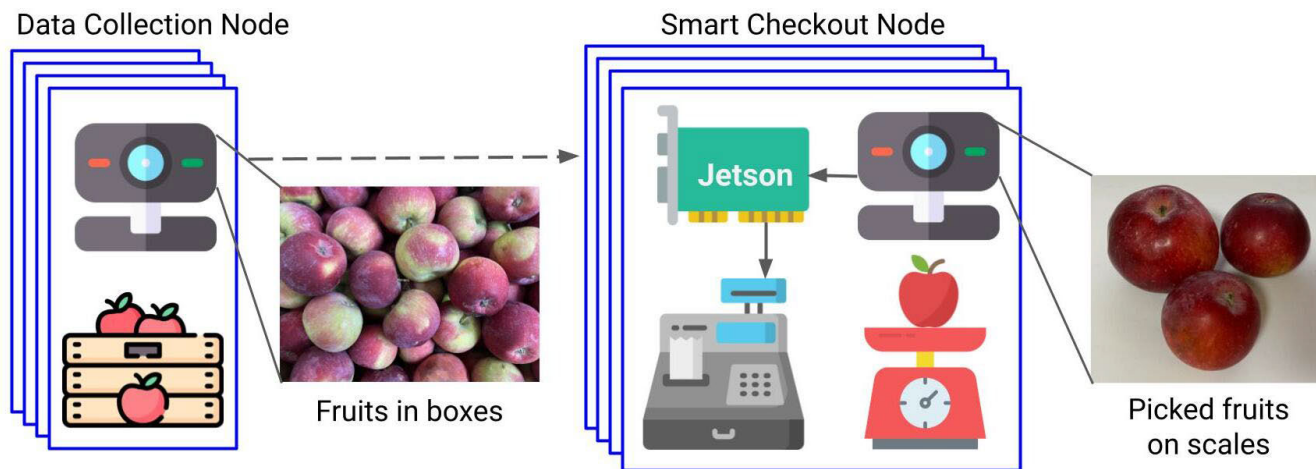 Data Collection Node
Smart Checkout Node
Jetson
Fruits in boxes
Picked fruits
on scales